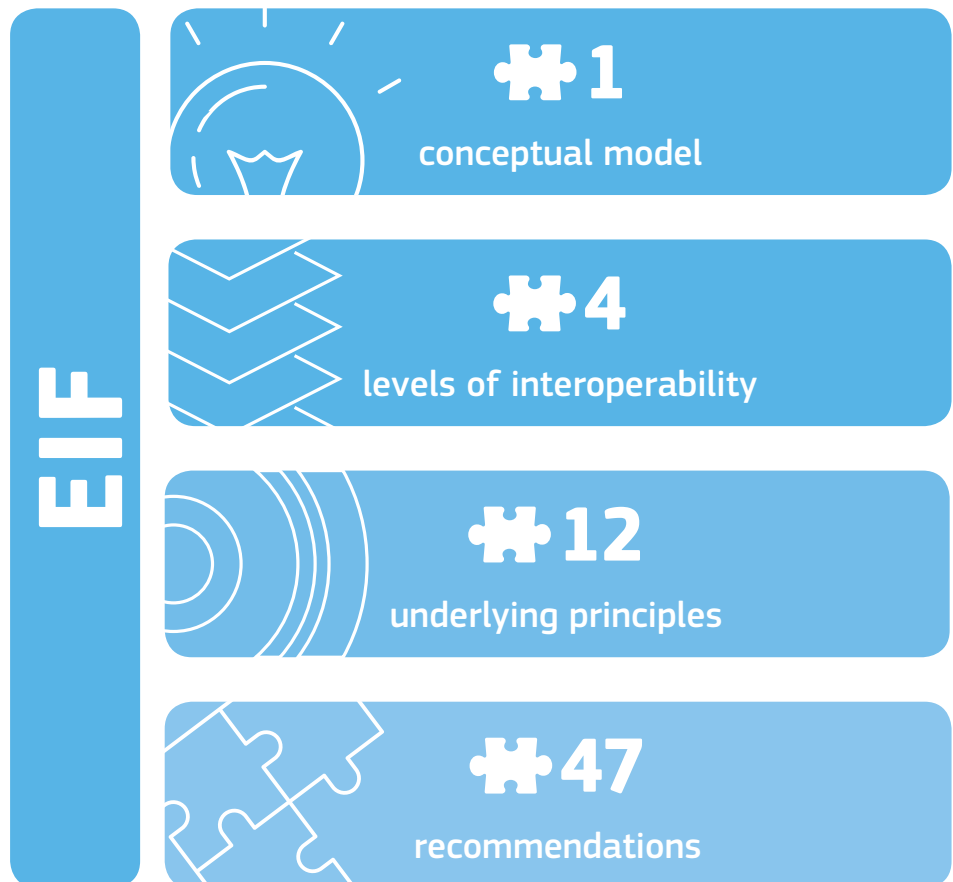 EIF
1
conceptual model
4
levels of interoperability
12
underlying principles
47
recommendations